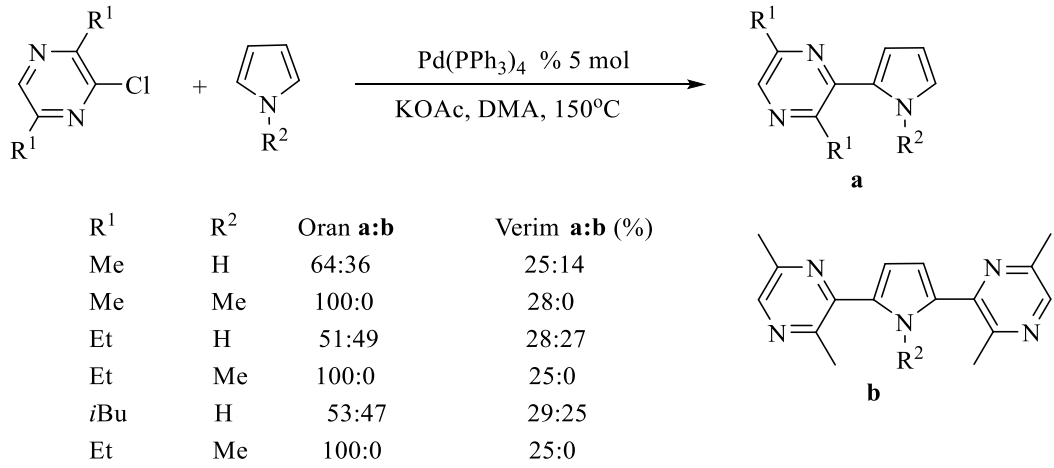 R¹
N
Cl
N
R¹
+
N
R²
Pd(PPh₃)₄ % 5 mol
KOAc, DMA, 150°C
R¹
N
N
R¹
N
R²
a
R¹ R² Oran a:b Verim a:b (%)
Me H 64:36 25:14
Me Me 100:0 28:0
Et H 51:49 28:27
Et Me 100:0 25:0
iBu H 53:47 29:25
Et Me 100:0 25:0
N
N
N
R²
N
N
b